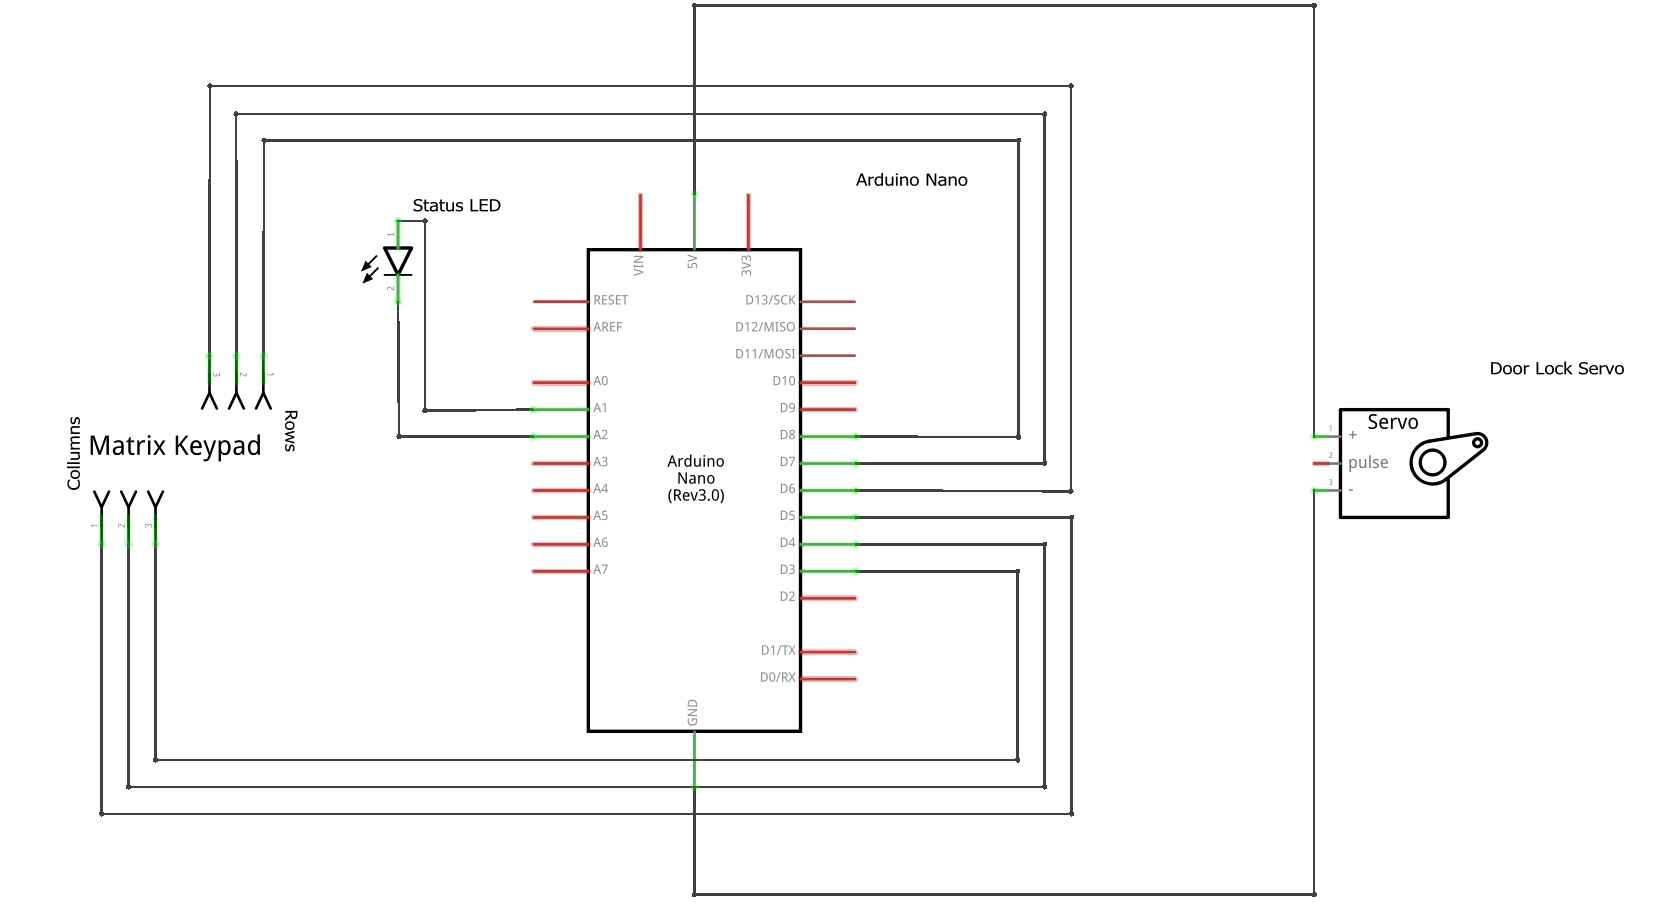 Arduino Nano
Status LED
1
2
VIN
5V
3V3
RESET
AREF
A0
A1
A2
A3
A4
A5
A6
A7
D13/SCK
D12/MISO
D11/MOSI
D10
D9
D8
D7
D6
D5
D4
D3
D2
D1/TX
D0/RX
GND
Arduino
Nano
(Rev3.0)
3
2
1
Rows
Matrix Keypad
Collumns
1
2
3
Door Lock Servo
Servo
1
+
2
pulse
3
-